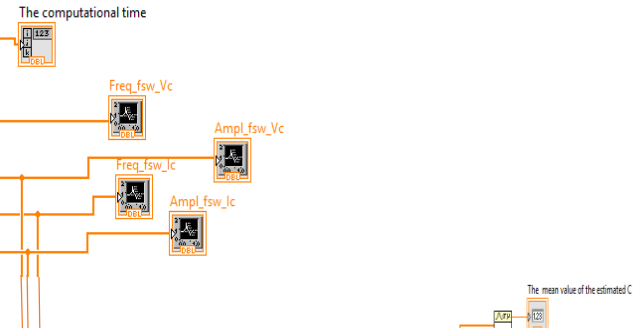 The computational time
i
j
k
123
DBL
Freq_fsw_Vc
DBL
Ampl_fsw_Vc
DBL
Freq_fsw_Ic
DBL
Ampl_fsw_Ic
DBL
The mean value of the estimated C
123